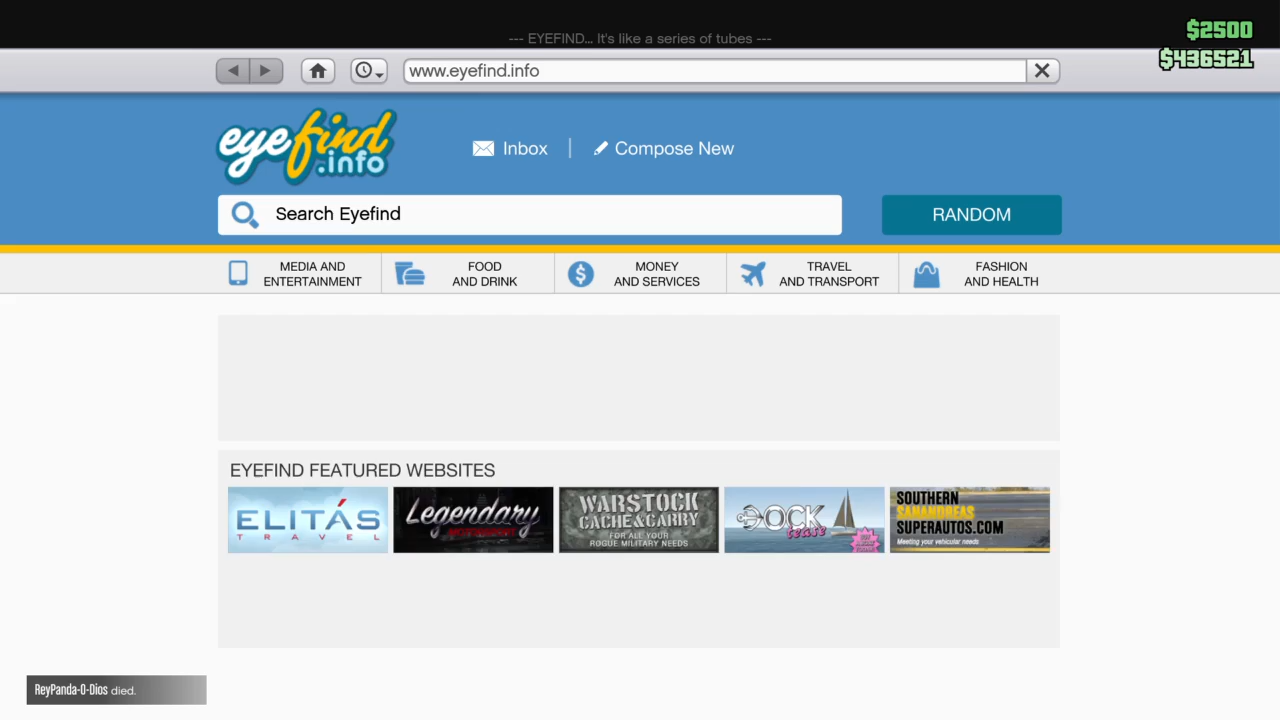 --- EYEFIND... It's like a series of tubes ---
$2500
$436521
www.eyefind.info
eyefind
.info
Inbox
Compose New
Search Eyefind
RANDOM
MEDIA AND
ENTERTAINMENT
FOOD
AND DRINK
MONEY
AND SERVICES
TRAVEL
AND TRANSPORT
FASHION
AND HEALTH
EYEFIND FEATURED WEBSITES
ELITÁS
TRAVEL
Legendary
MOTORSPORT
WARSTOCK
CACHE&CARRY
FOR ALL YOUR
ROGUE MILITARY NEEDS
DOCK
tease
SOUTHERN
SANANDREAS
SUPERAUTOS.COM
Meeting your vehicular needs
ReyPanda-O-Dios died.